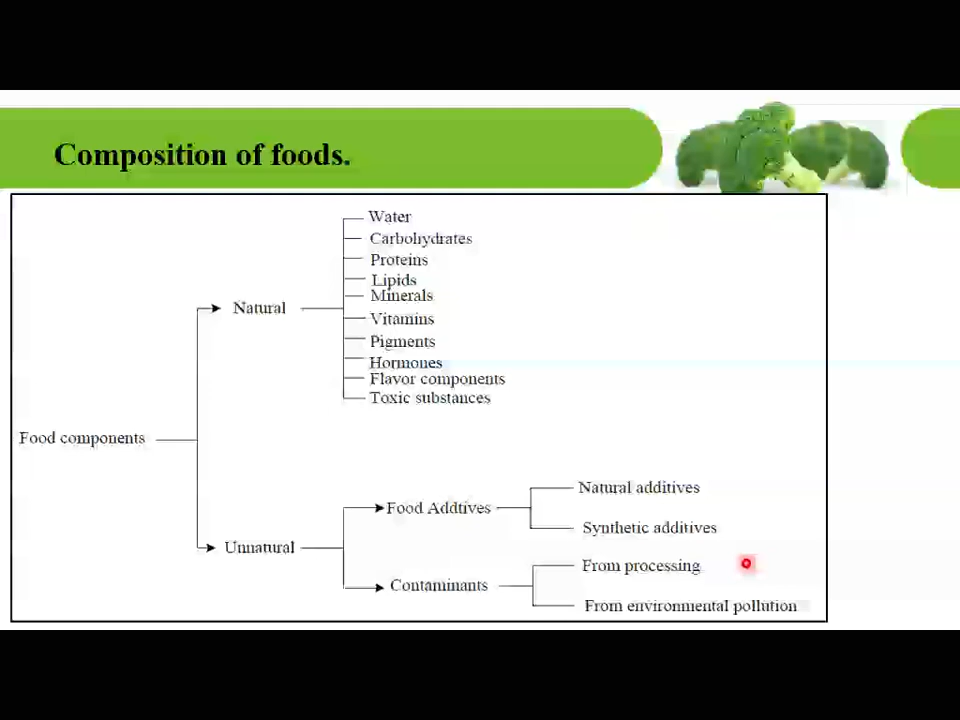 Composition of foods.
Water
Carbohydrates
Proteins
Lipids
Minerals
Natural
Vitamins
Pigments
Hormones
Flavor components
Toxic substances
Food components
Natural additives
Food Addtives
Synthetic additives
Unnatural
From processing
Contaminants
From environmental pollution